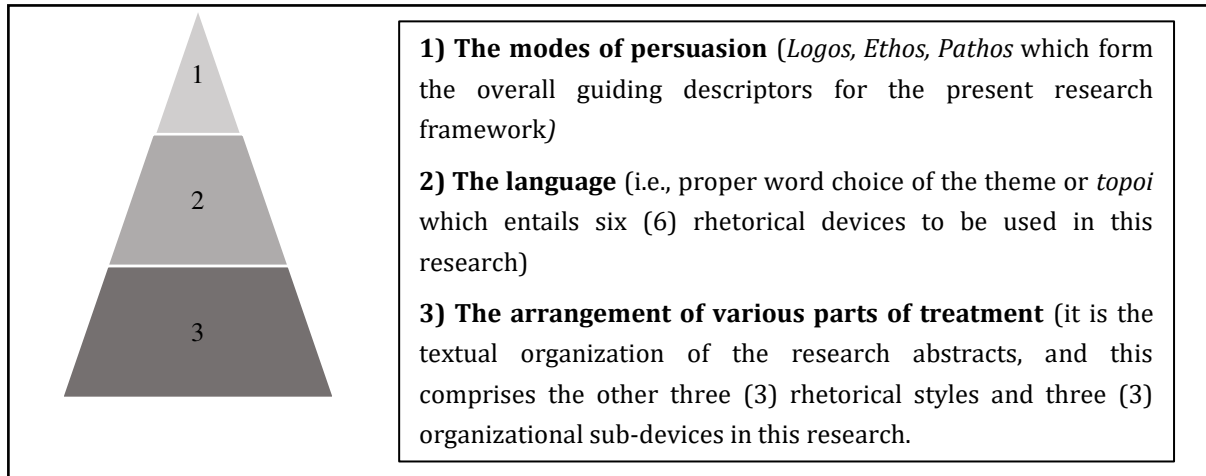 1
2
3
1) The modes of persuasion (Logos, Ethos, Pathos which form
the overall guiding descriptors for the present research
framework)
2) The language (i.e., proper word choice of the theme or topoi
which entails six (6) rhetorical devices to be used in this
research)
3) The arrangement of various parts of treatment (it is the
textual organization of the research abstracts, and this
comprises the other three (3) rhetorical styles and three (3)
organizational sub-devices in this research.